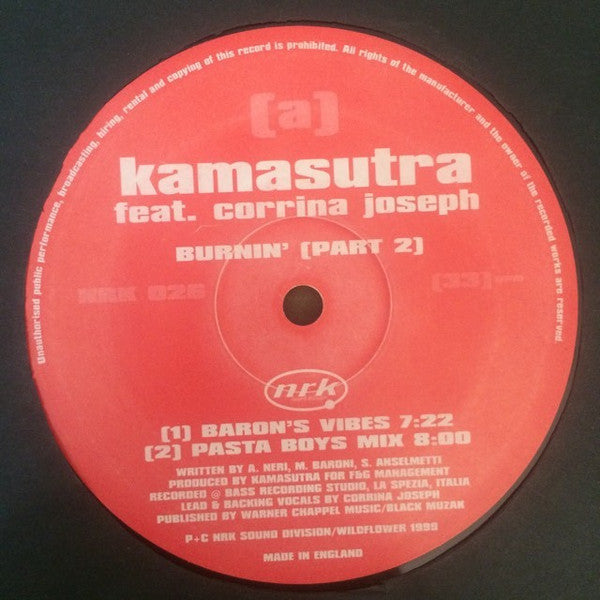 Unauthorised public performance, broadcasting, hiring, rental and copying of this record is prohibited. All rights of the manufacturer and the owner of the recorded works are reserved.
(a)
kamasutra
feat. corrina joseph
BURNIN' (PART 2)
NRK 026
(33)
nrk
(1) BARON'S VIBES 7:22
(2) PASTA BOYS MIX 8:00
WRITTEN BY A. NERI, M. BARONI, S. ANSELMETTI
PRODUCED BY KAMASUTRA FOR F&G MANAGEMENT
RECORDED @ BASS RECORDING STUDIO, LA SPEZIA, ITALIA
LEAD & BACKING VOCALS BY CORRINA JOSEPH
PUBLISHED BY WARNER CHAPPEL MUSIC/BLACK MUZAK
P+C NRK SOUND DIVISION/WILDFLOWER 1999
MADE IN ENGLAND